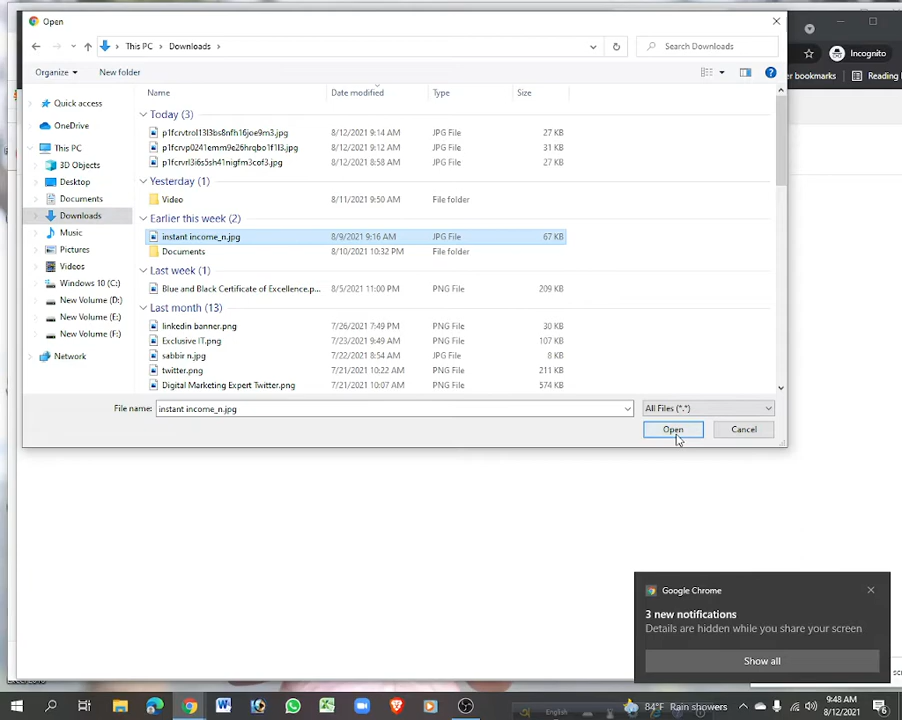 Open
Incognito
This PC > Downloads >
Search Downloads
er bookmarks
Reading
Organize
New folder
Name Date modified Type Size
Quick access
OneDrive
This PC
3D Objects
Desktop
Documents
Downloads
Music
Pictures
Videos
Windows 10 (C:)
New Volume (D:)
New Volume (E:)
New Volume (F:)
Network
Today (3)
8/12/2021 9:14 AM JPG File 27 KB
8/12/2021 9:12 AM JPG File 31 KB
8/12/2021 8:58 AM JPG File 27 KB
Yesterday (1)
Video 8/11/2021 9:50 AM File folder
Earlier this week (2)
instant income_n.jpg 8/9/2021 9:16 AM JPG File 67 KB
Documents 8/10/2021 10:32 PM File folder
Last week (1)
Blue and Black Certificate of Excellence.p... 8/5/2021 11:00 PM PNG File 209 KB
Last month (13)
linkedin banner.png 7/26/2021 7:49 PM PNG File 30 KB
Exclusive IT.png 7/23/2021 9:49 AM PNG File 107 KB
sabbir n.jpg 7/22/2021 8:54 AM JPG File 8 KB
twitter.png 7/21/2021 10:07 AM PNG File 211 KB
Digital Marketing Expert Twitter.png 7/21/2021 10:07 AM PNG File 574 KB
File name: instant income_n.jpg All Files (*.*)
Open Cancel
Google Chrome
3 new notifications
Details are hidden while you share your screen
Show all
English
84°F Rain showers
9:48 AM
8/12/2021